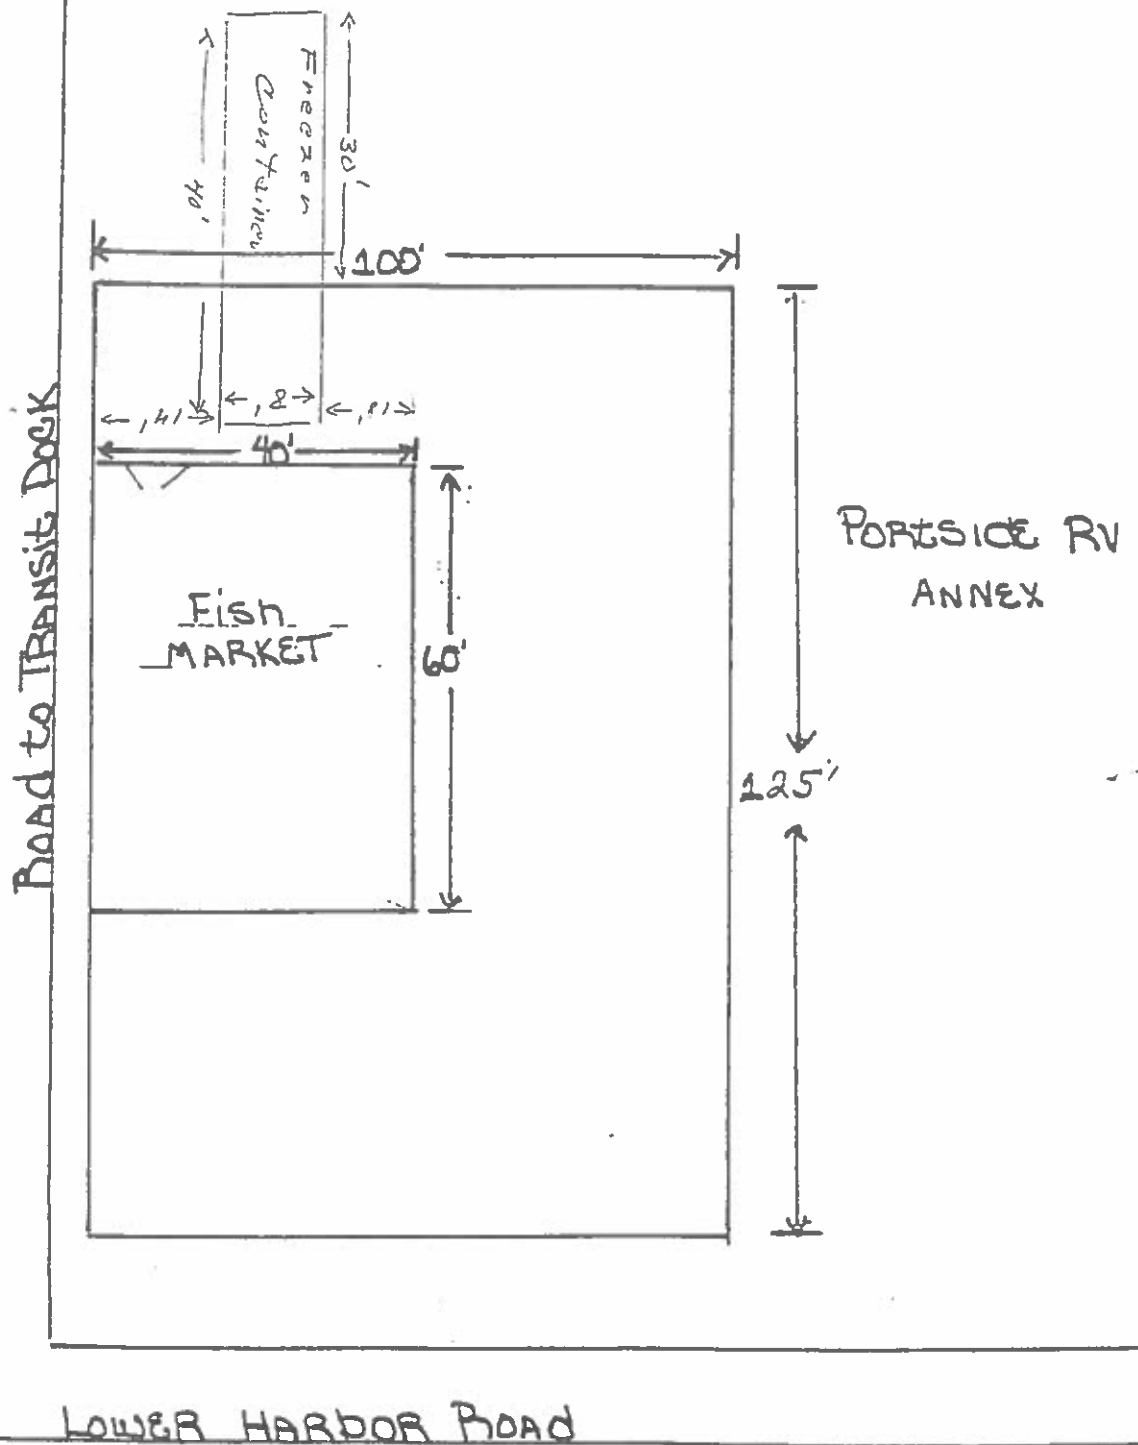 Freezer
Container
30'
40'
100'
14'
8'
18'
40'
Road to TRANSit DOCK
PORTSIDE RV
ANNEX
Fish
MARKET
60'
125'
LOWER HARBOR ROAD